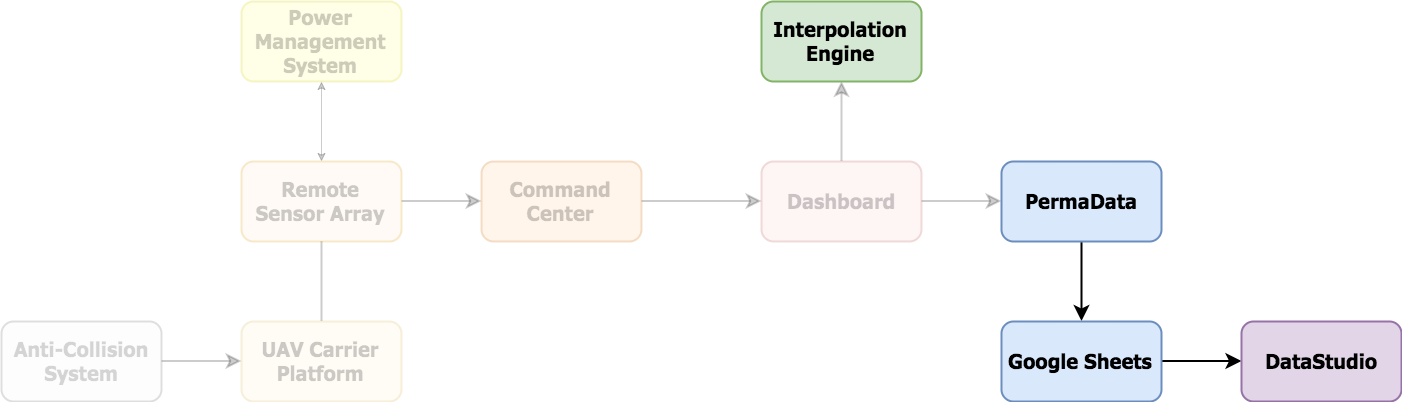 Power
Management
System
Interpolation
Engine
Remote
Sensor Array
Command
Center
Dashboard
PermaData
Anti-Collision
System
UAV Carrier
Platform
Google Sheets
DataStudio